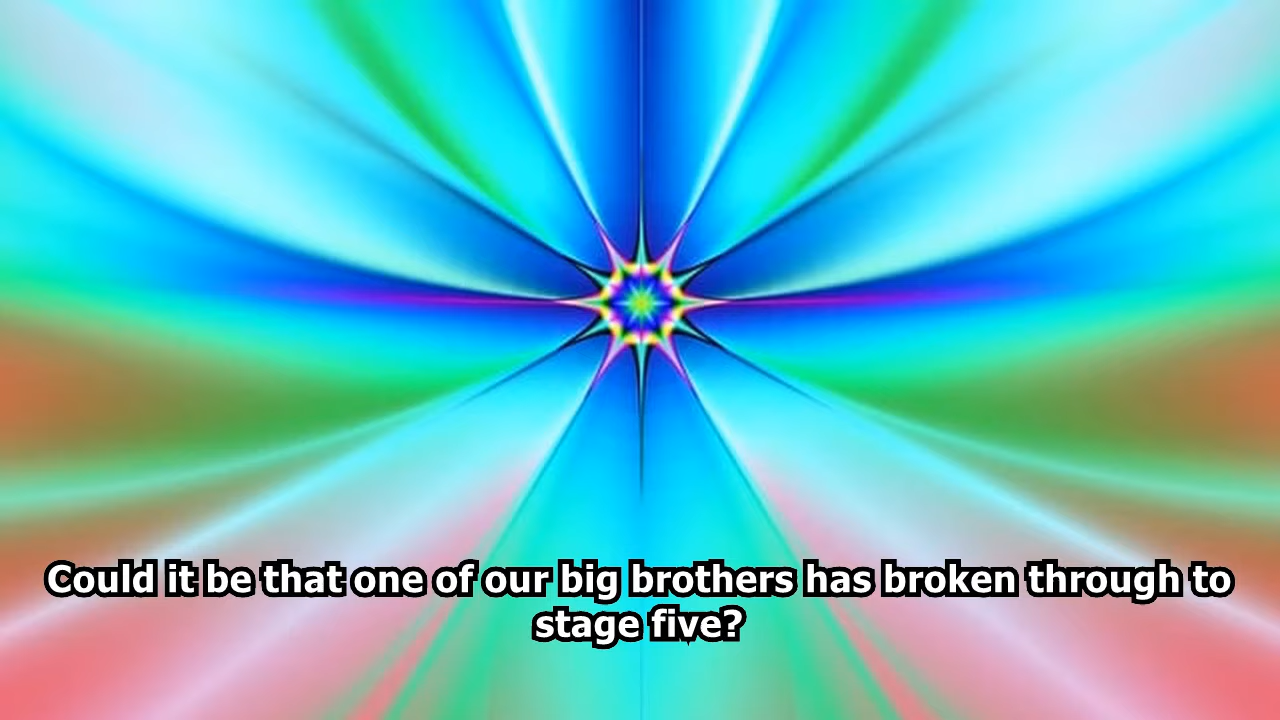 Could it be that one of our big brothers has broken through to
stage five?